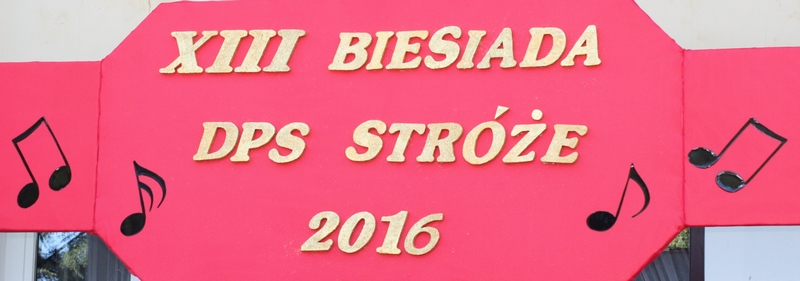 XIII BIESIADA
DPS STRÓŻE
2016